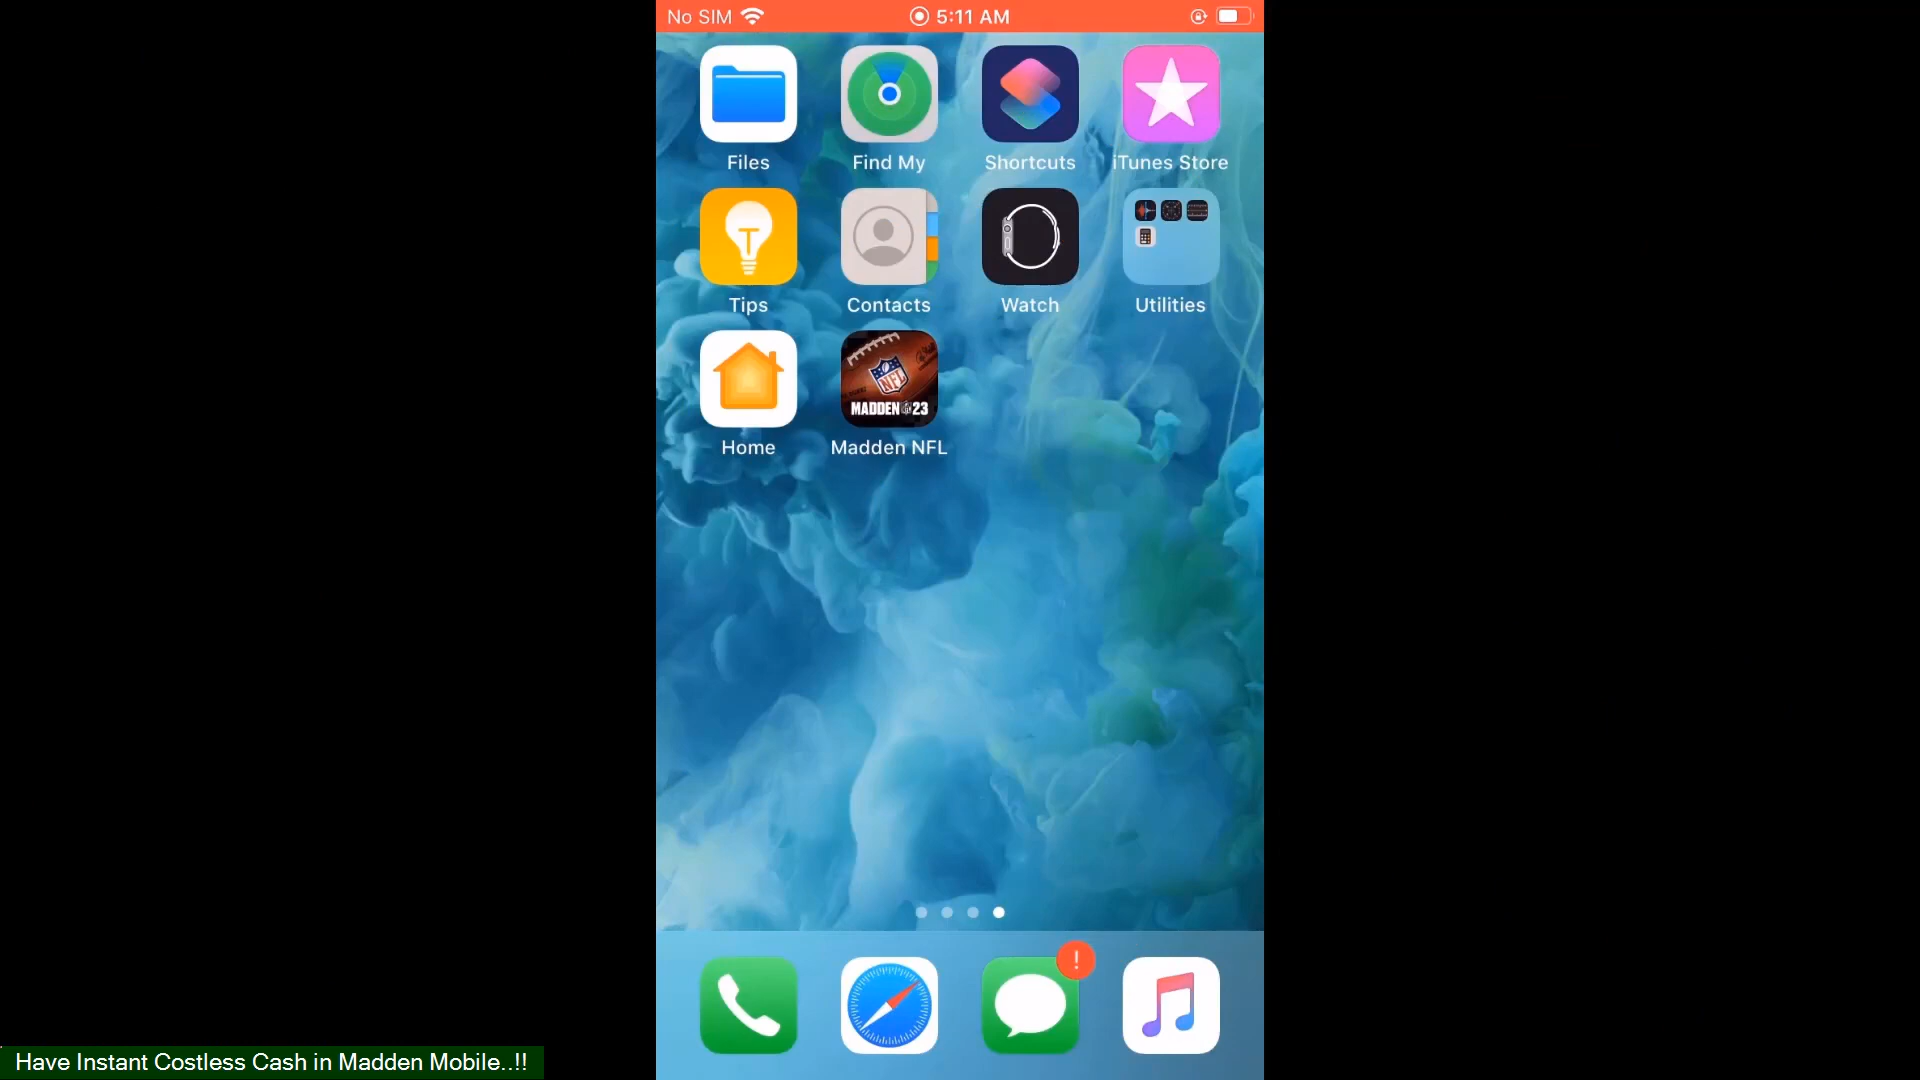 No SIM 5:11 AM
Files Find My Shortcuts iTunes Store
Tips Contacts Watch Utilities
NFL
MADDEN NFL 23
Home Madden NFL
!
Have Instant Costless Cash in Madden Mobile..!!